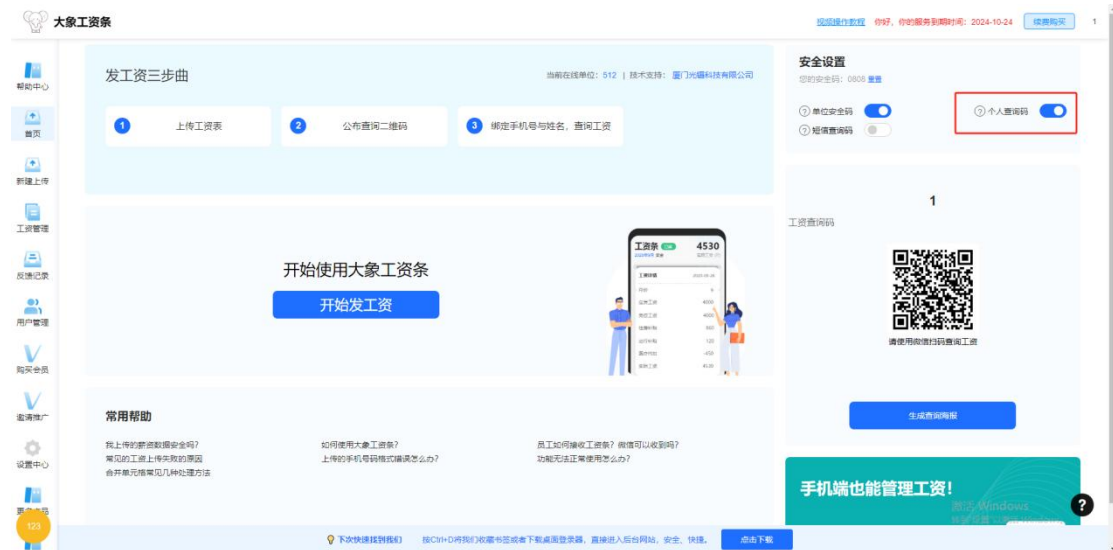 大象工资条
视频操作教程 你好，你的服务到期时间：2024-10-24 续费购买 1
帮助中心
首页
新建上传
工资管理
反馈记录
用户管理
购买会员
邀请推广
设置中心
123
发工资三步曲
当前在线单位：512 | 技术支持：
1 上传工资表
2 公布查询二维码
3 绑定手机号与姓名，查询工资
开始使用大象工资条
开始发工资
工资条 4530
工资详情
常用帮助
我上传的薪资数据安全吗？ 如何使用大象工资条？ 员工如何接收工资条？微信可以收到吗？
常见的工资上传失败的原因 上传的手机号码格式错误怎么办？ 功能无法正常使用怎么办？
合并单元格常见几种处理方法
安全设置
您的安全码：0808 重置
单位安全码 个人查询码
短信查询码
1
工资查询码
请使用微信扫码查询工资
生成查询海报
手机端也能管理工资！
激活 Windows
?
下次快速找到我们 按Ctrl+D将我们收藏书签或者下载桌面登录器，直接进入后台网站，安全、快捷。 点击下载